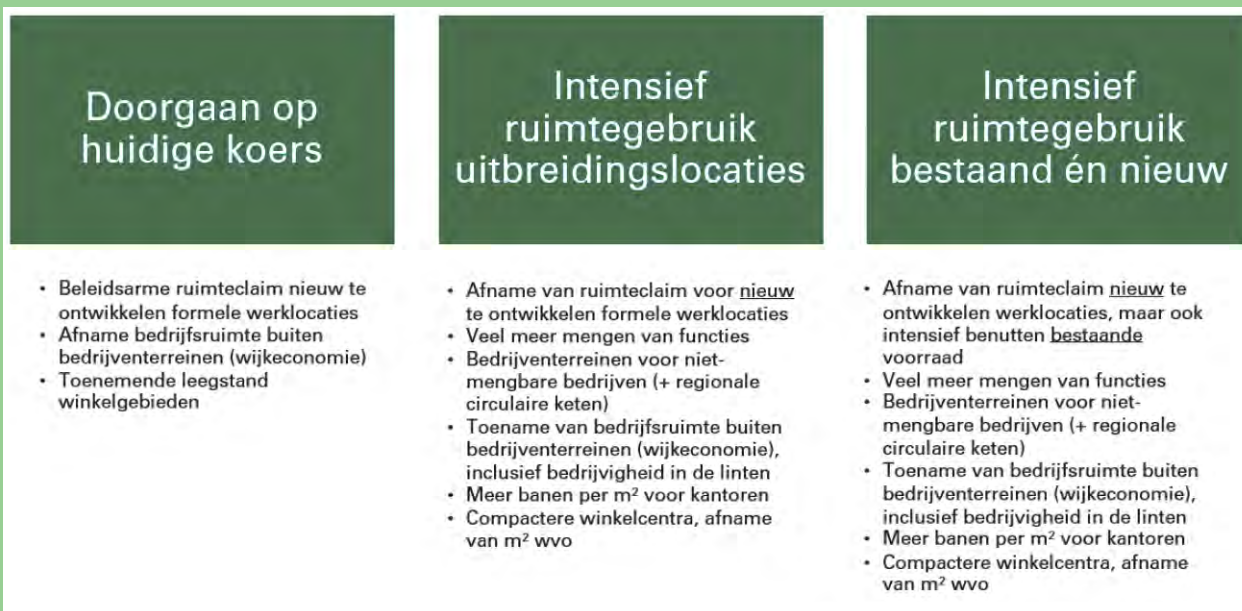 Doorgaan op
huidige koers
• Beleidsarme ruimteclaim nieuw te
ontwikkelen formele werklocaties
• Afname bedrijfsruimte buiten
bedrijventerreinen (wijkeconomie)
• Toenemende leegstand
winkelgebieden
Intensief
ruimtegebruik
uitbreidingslocaties
• Afname van ruimteclaim voor nieuw
te ontwikkelen formele werklocaties
• Veel meer mengen van functies
• Bedrijventerreinen voor niet-
mengbare bedrijven (+ regionale
circulaire keten)
• Toename van bedrijfsruimte buiten
bedrijventerreinen (wijkeconomie),
inclusief bedrijvigheid in de linten
• Meer banen per m² voor kantoren
• Compactere winkelcentra, afname
van m² wvo
Intensief
ruimtegebruik
bestaand én nieuw
• Afname van ruimteclaim nieuw te
ontwikkelen werklocaties, maar ook
intensief benutten bestaande
voorraad
• Veel meer mengen van functies
• Bedrijventerreinen voor niet-
mengbare bedrijven (+ regionale
circulaire keten)
• Toename van bedrijfsruimte buiten
bedrijventerreinen (wijkeconomie),
inclusief bedrijvigheid in de linten
• Meer banen per m² voor kantoren
• Compactere winkelcentra, afname
van m² wvo